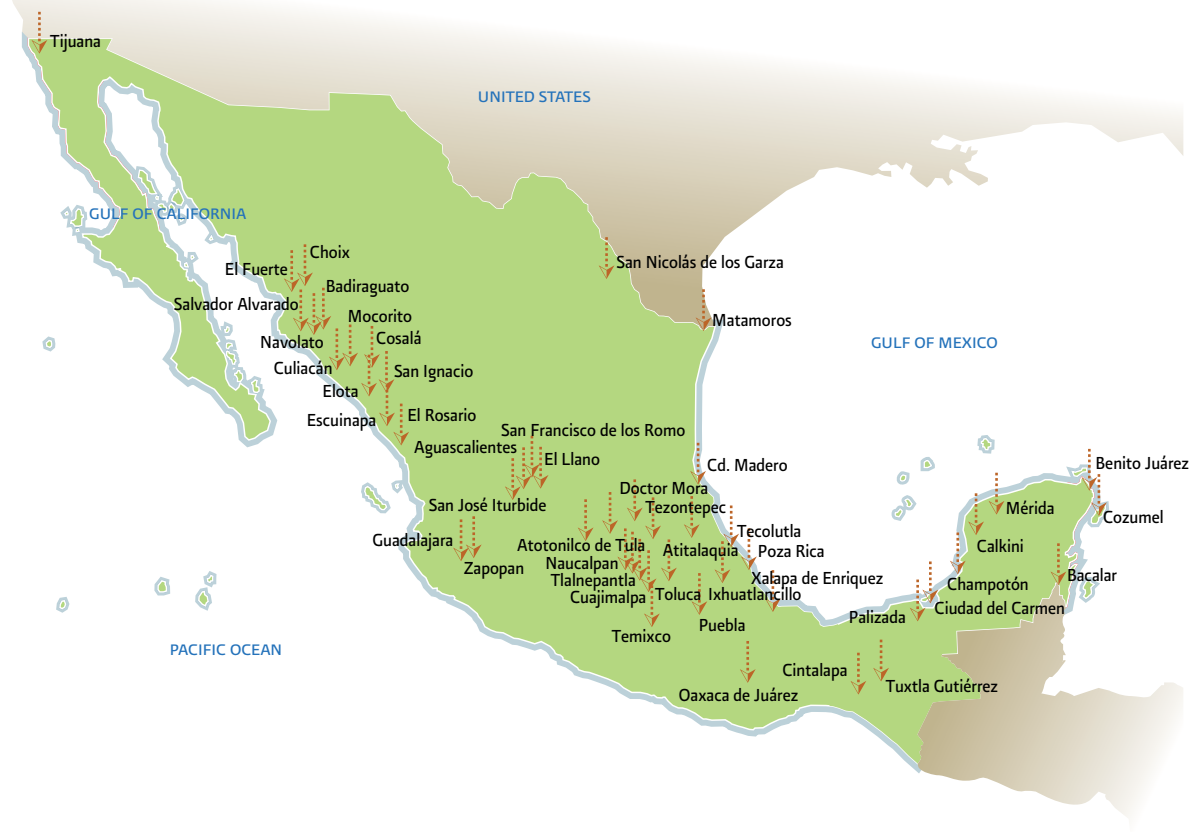 Tijuana
UNITED STATES
GULF OF CALIFORNIA
Choix
El Fuerte
San Nicolás de los Garza
Badiraguato
Salvador Alvarado
Mocorito
Matamoros
Navolato
Cosalá
GULF OF MEXICO
Culiacán
San Ignacio
Elota
El Rosario
Escuinapa
San Francisco de los Romo
Aguascalientes
El Llano
Cd. Madero
Benito Juárez
Doctor Mora
San José Iturbide
Tezontepec
Mérida
Cozumel
Tecolutla
Guadalajara
Atotonilco de Tula
Atitalaquia
Poza Rica
Calkini
Zapopan
Naucalpan
Tlalnepantla
Xalapa de Enriquez
Bacalar
Champotón
Cuajimalpa
Toluca
Ixhuatlancillo
Ciudad del Carmen
Palizada
Puebla
Temixco
PACIFIC OCEAN
Cintalapa
Tuxtla Gutiérrez
Oaxaca de Juárez